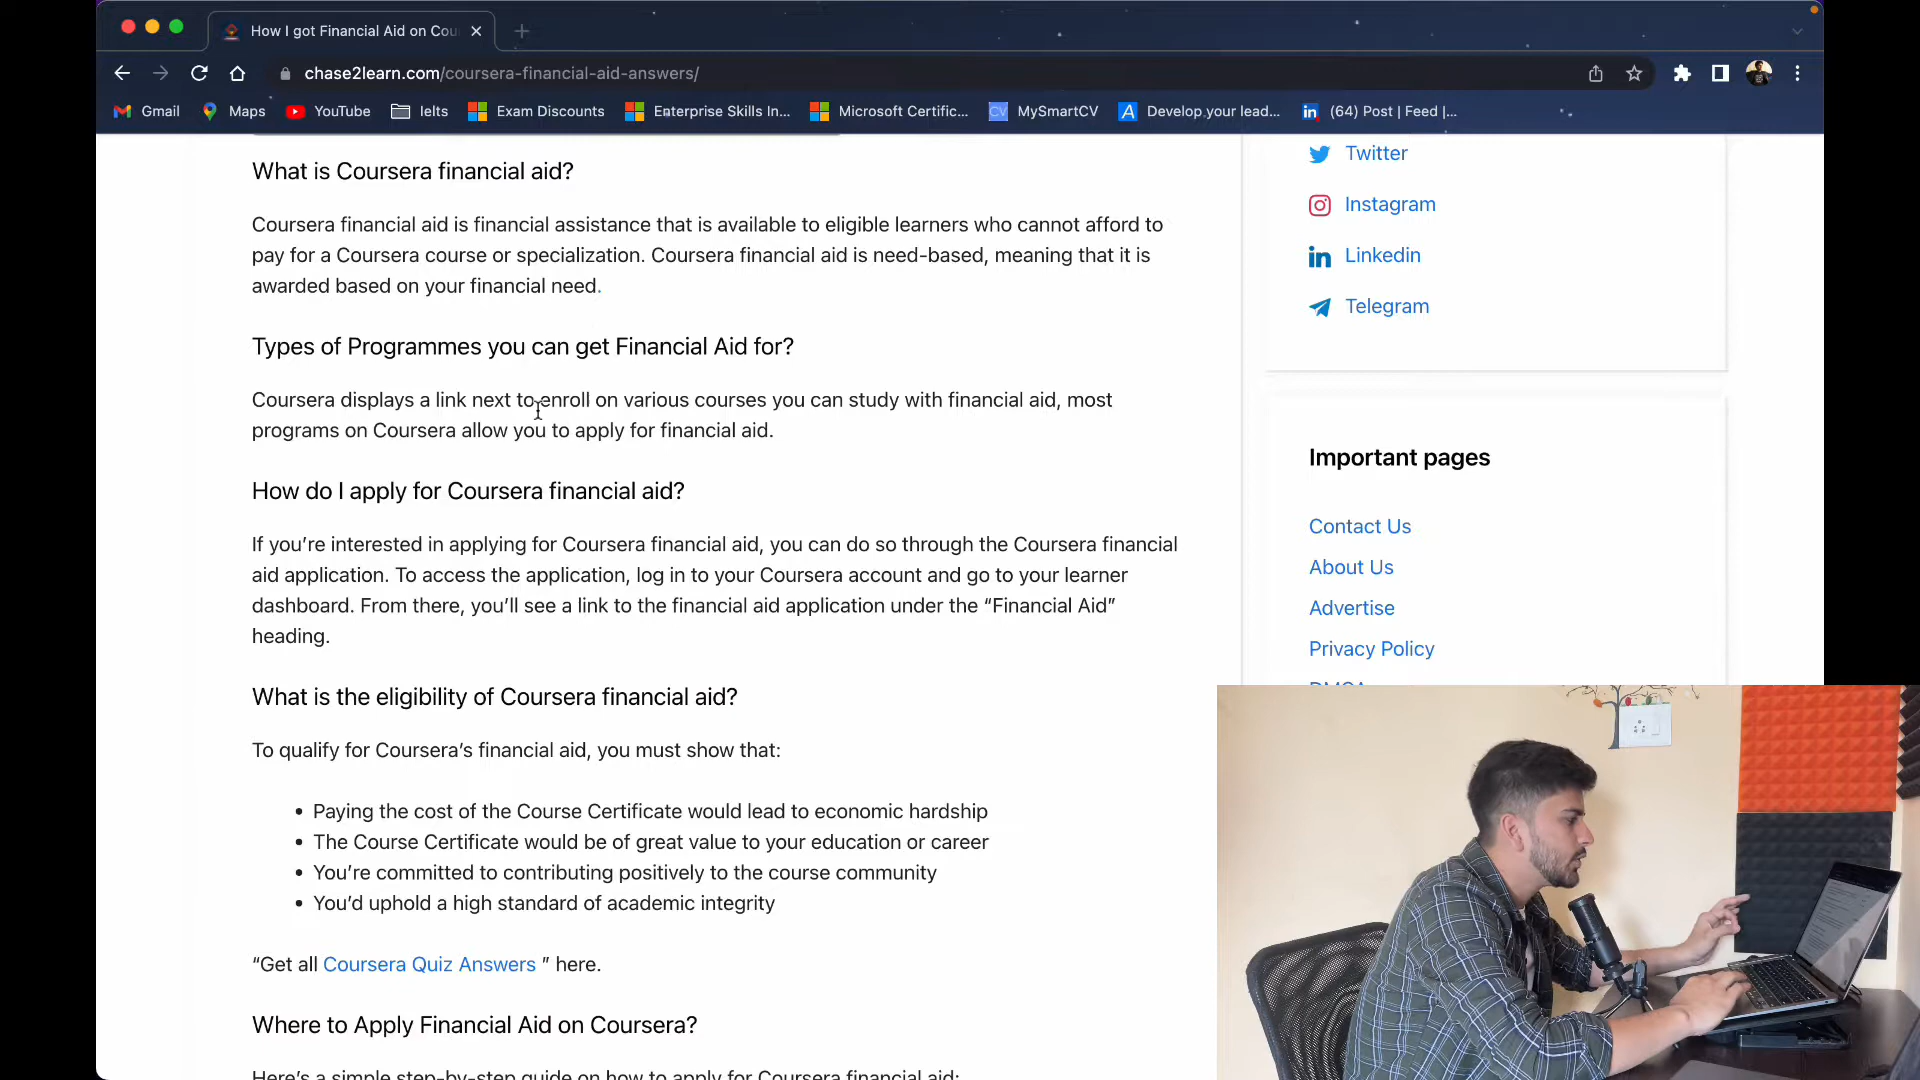 How I got Financial Aid on Cou
chase2learn.com/coursera-financial-aid-answers/
Gmail
Maps
YouTube
Ielts
Exam Discounts
Enterprise Skills In...
Microsoft Certific...
CV
MySmartCV
A
Develop your lead...
in
(64) Post | Feed |...
What is Coursera financial aid?
Coursera financial aid is financial assistance that is available to eligible learners who cannot afford to
pay for a Coursera course or specialization. Coursera financial aid is need-based, meaning that it is
awarded based on your financial need.
Types of Programmes you can get Financial Aid for?
Coursera displays a link next to enroll on various courses you can study with financial aid, most
programs on Coursera allow you to apply for financial aid.
How do I apply for Coursera financial aid?
If you’re interested in applying for Coursera financial aid, you can do so through the Coursera financial
aid application. To access the application, log in to your Coursera account and go to your learner
dashboard. From there, you’ll see a link to the financial aid application under the “Financial Aid”
heading.
What is the eligibility of Coursera financial aid?
To qualify for Coursera’s financial aid, you must show that:
• Paying the cost of the Course Certificate would lead to economic hardship
• The Course Certificate would be of great value to your education or career
• You’re committed to contributing positively to the course community
• You’d uphold a high standard of academic integrity
“Get all Coursera Quiz Answers ” here.
Where to Apply Financial Aid on Coursera?
Here’s a simple step-by-step guide on how to apply for Coursera financial aid:
Twitter
Instagram
in
Linkedin
Telegram
Important pages
Contact Us
About Us
Advertise
Privacy Policy
DMCA